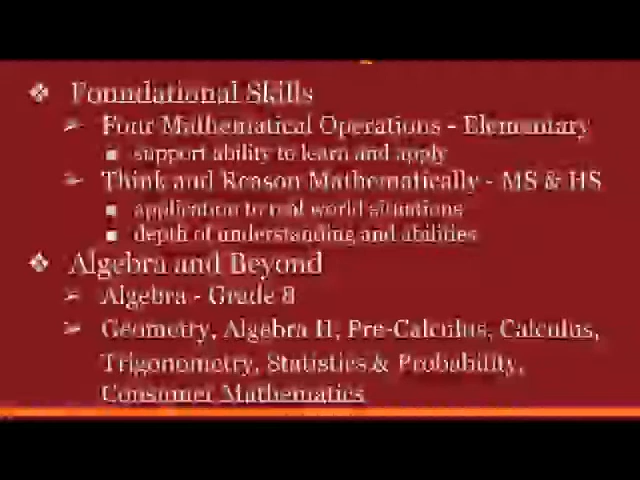 Foundational Skills
Four Mathematical Operations - Elementary
support ability to learn and apply
Think and Reason Mathematically - MS & HS
application to real world situations
depth of understanding and abilities
Algebra and Beyond
Algebra - Grade 8
Geometry, Algebra II, Pre-Calculus, Calculus,
Trigonometry, Statistics & Probability,
Consumer Mathematics